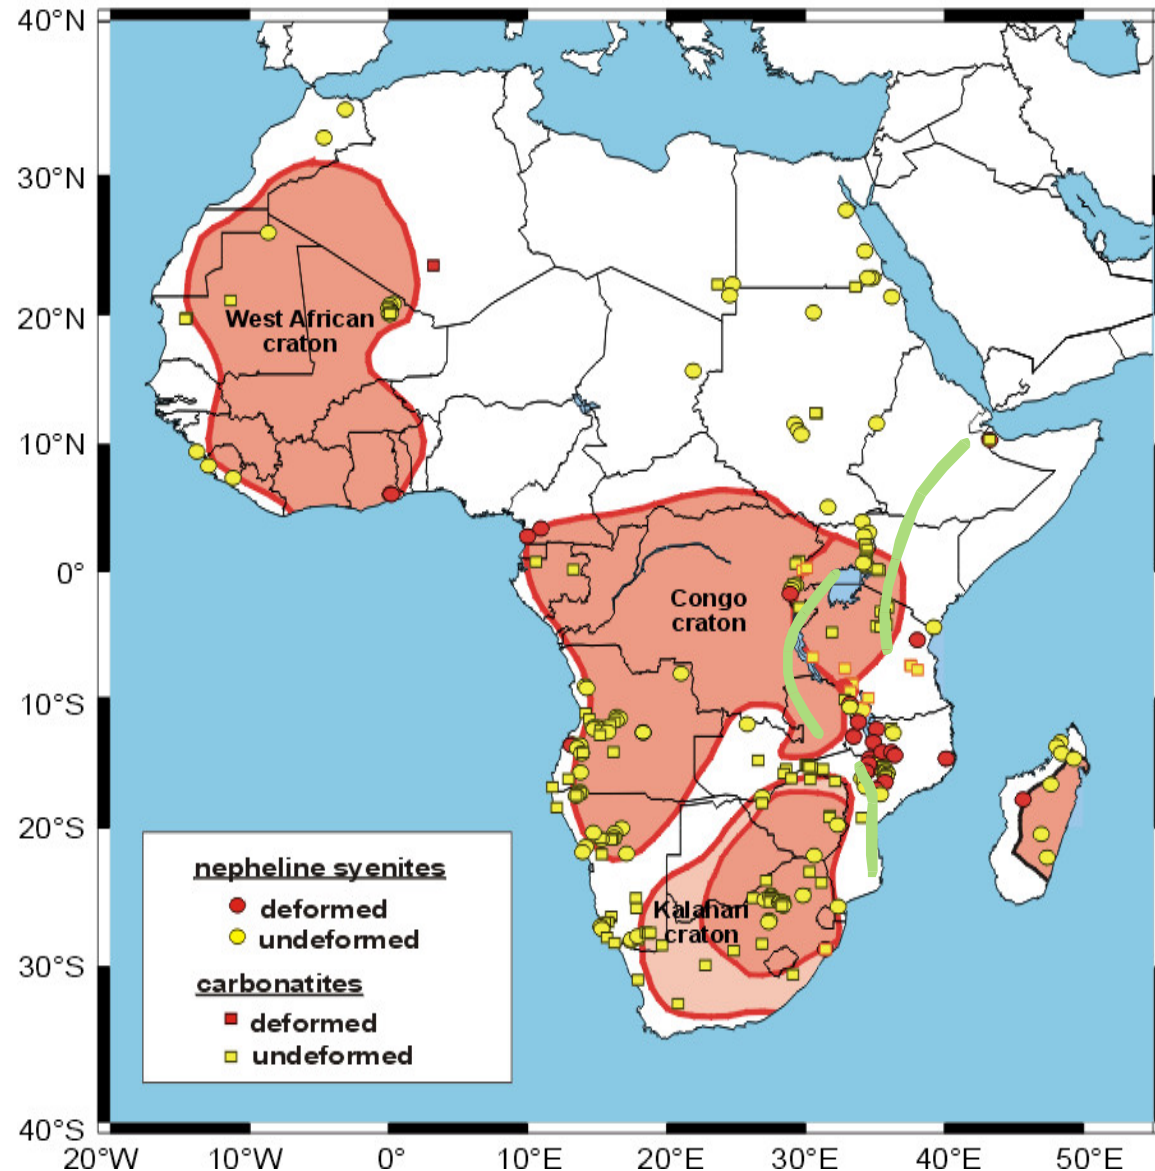 40°N
30°N
20°N
10°N
0°
10°S
20°S
30°S
40°S
20°W
10°W
0°
10°E
20°E
30°E
40°E
50°E
West African
craton
Congo
craton
Kalahari
craton
nepheline syenites
deformed
undeformed
carbonatites
deformed
undeformed